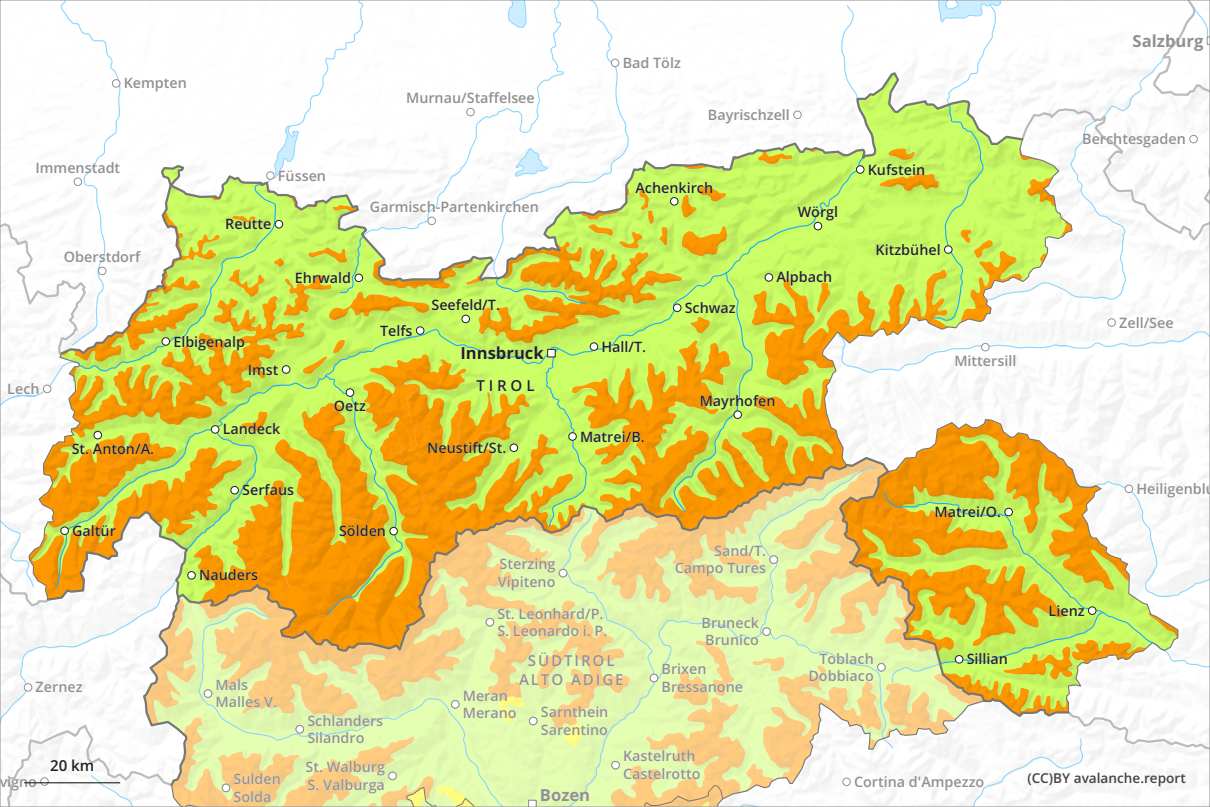 Salzburg
Bad Tölz
Kempten
Murnau/Staffelsee
Bayrischzell
Berchtesgaden
Immenstadt
Füssen
Kufstein
Achenkirch
Garmisch-Partenkirchen
Wörgl
Reutte
Kitzbühel
Oberstdorf
Ehrwald
Alpbach
Seefeld/T.
Schwaz
Telfs
Zell/See
Elbigenalp
Innsbruck
Hall/T.
Mittersill
Imst
TIROL
Lech
Oetz
Mayrhofen
Landeck
Matrei/B.
St. Anton/A.
Neustift/St.
Serfaus
Heiligenblu
Matrei/O.
Galtür
Sölden
Sand/T.
Campo Tures
Sterzing
Vipiteno
Nauders
St. Leonhard/P.
S. Leonardo i. P.
Lienz
Bruneck
Brunico
SÜDTIROL
ALTO ADIGE
Toblach
Dobbiaco
Sillian
Brixen
Bressanone
Zernez
Mals
Malles V.
Meran
Merano
Sarnthein
Sarentino
Schlanders
Silandro
Kastelruth
Castelrotto
St. Walburg
S. Valburga
20 km
vigno
Sulden
Solda
Cortina d'Ampezzo
(CC)BY avalanche.report
Bozen